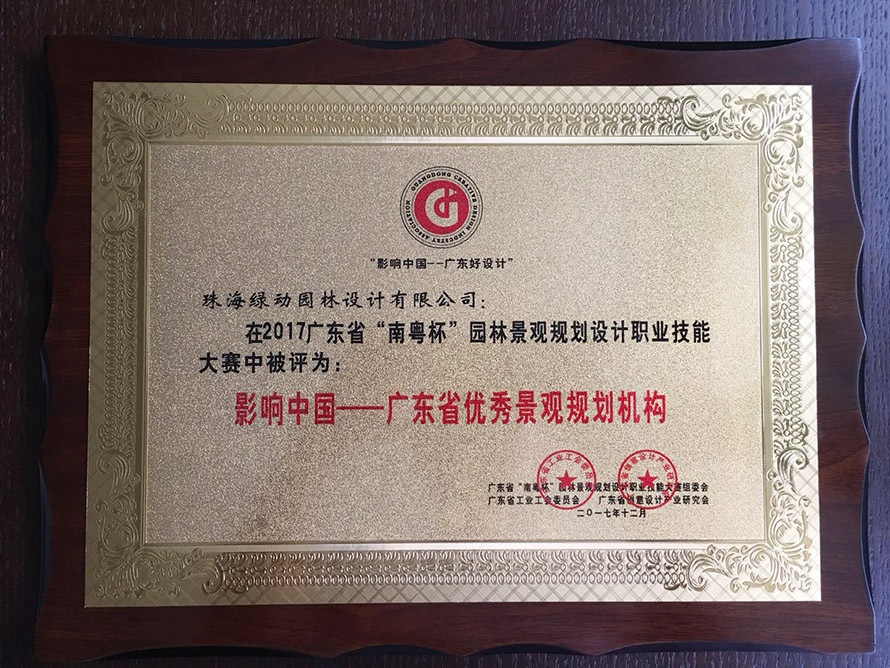 GUANGDONG CREATIVE DESIGN INDUSTRY ASSOCIATION
“影响中国--广东好设计”
珠海绿动园林设计有限公司：
在2017广东省“南粤杯”园林景观规划设计职业技能
大赛中被评为：
影响中国——广东省优秀景观规划机构
广东省“南粤杯”园林景观规划设计职业技能大赛组委会
广东省工业工会委员会 广东省创意设计产业研究会
二〇一七年十二月